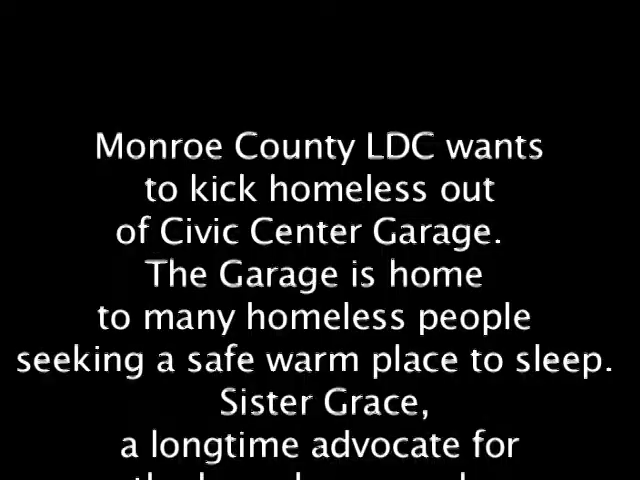 Monroe County LDC wants
to kick homeless out
of Civic Center Garage.
The Garage is home
to many homeless people
seeking a safe warm place to sleep.
Sister Grace,
a longtime advocate for